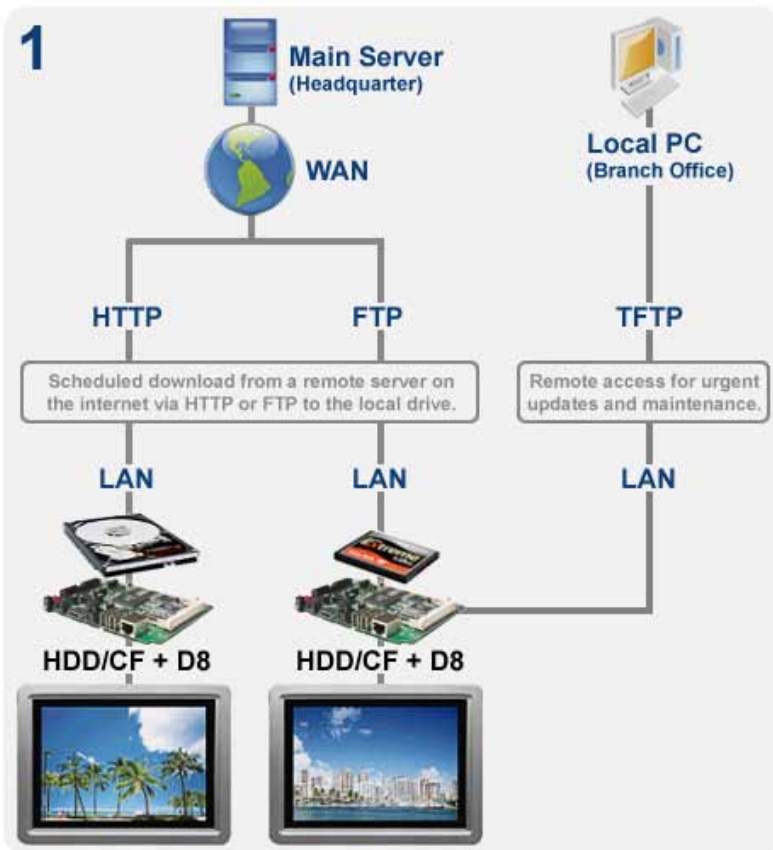 1
Main Server
(Headquarter)
WAN
Local PC
(Branch Office)
HTTP
FTP
TFTP
Scheduled download from a remote server on
the internet via HTTP or FTP to the local drive.
Remote access for urgent
updates and maintenance.
LAN
LAN
LAN
Extreme
HDD/CF + D8
HDD/CF + D8